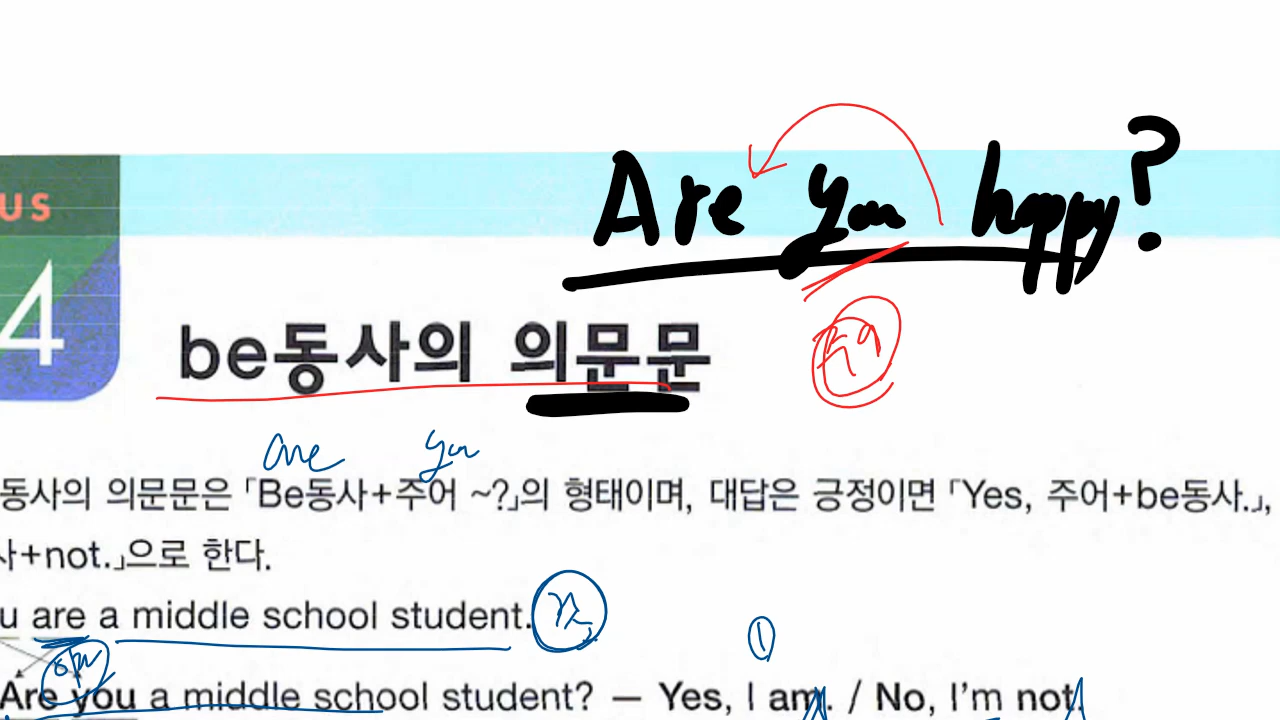 Are you happy?
US
4
be동사의 의문문
주어
are you
동사의 의문문은 「Be동사+주어 ~?」의 형태이며, 대답은 긍정이면 「Yes, 주어+be동사.」,
사+not.」으로 한다.
u are a middle school student.
①
Are you a middle school student? — Yes, I am. / No, I'm not.